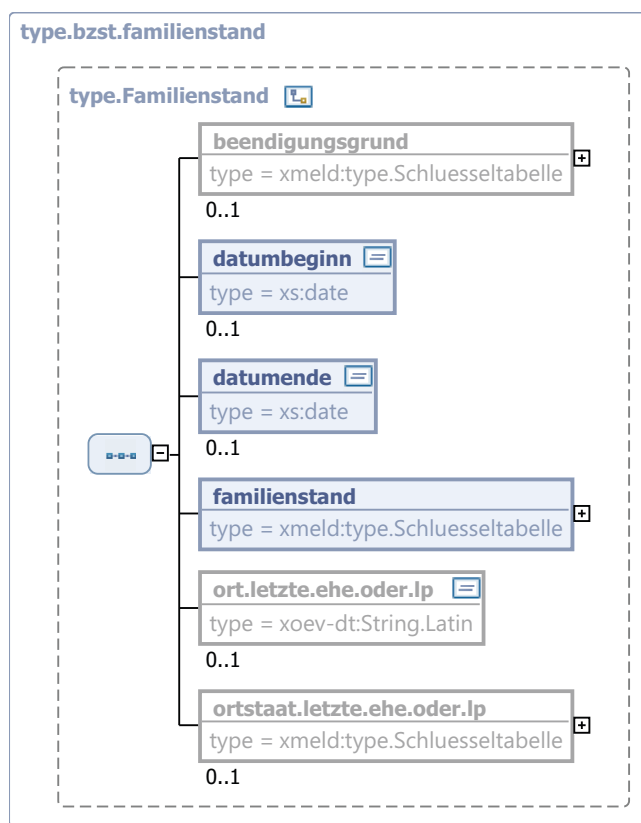 type.bzst.familienstand
type.Familienstand
beendigungsgrund
type = xmeld:type.Schluesseltabelle
0..1
datumbeginn
type = xs:date
0..1
datumende
type = xs:date
0..1
familienstand
type = xmeld:type.Schluesseltabelle
ort.letzte.ehe.oder.lp
type = xoev-dt:String.Latin
0..1
ortstaat.letzte.ehe.oder.lp
type = xmeld:type.Schluesseltabelle
0..1